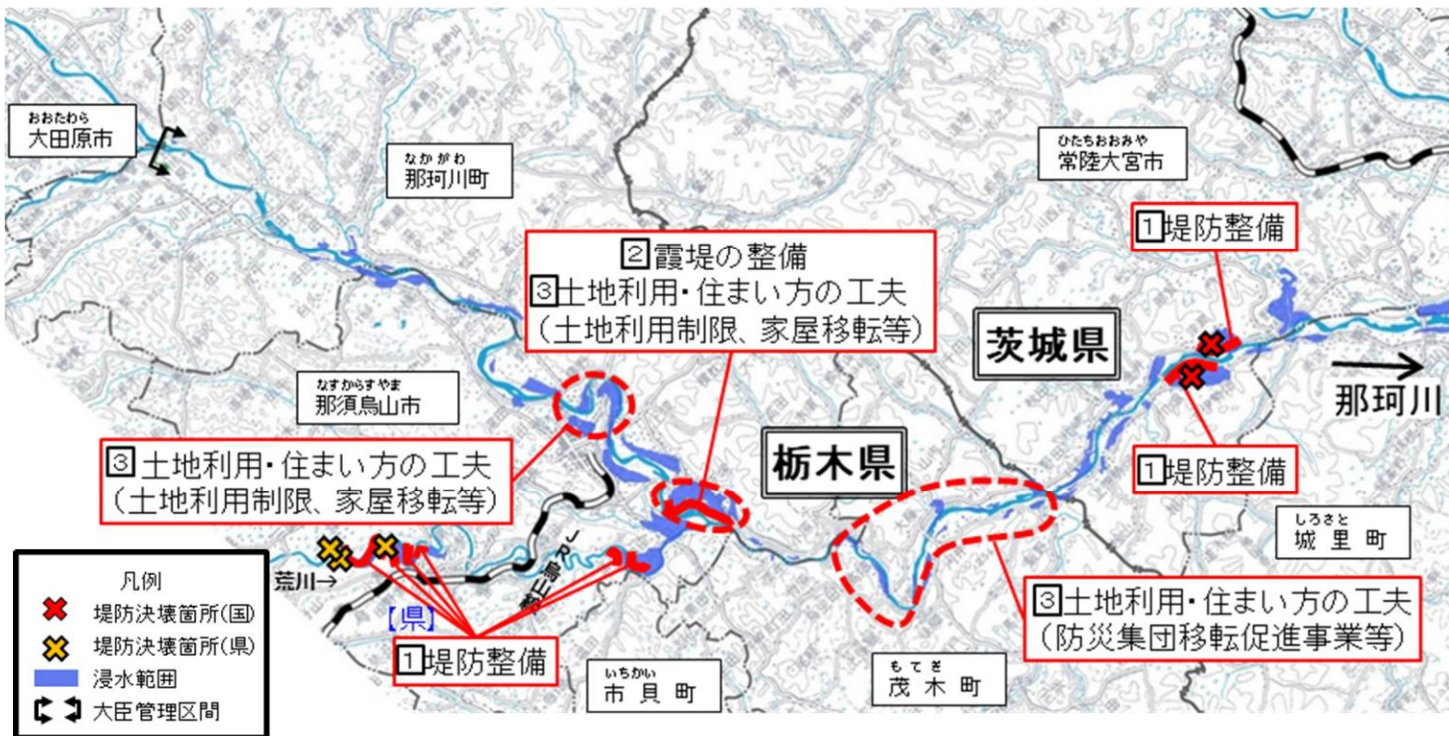 おおたわら
大田原市
なかがわ
那珂川町
ひたちおおみや
常陸大宮市
1堤防整備
2霞堤の整備
3土地利用・住まい方の工夫
（土地利用制限、家屋移転等）
茨城県
那珂川
なすからすやま
那須烏山市
3土地利用・住まい方の工夫
（土地利用制限、家屋移転等）
栃木県
1堤防整備
しろさと
城里町
荒川→
JR烏山線
【県】
1堤防整備
3土地利用・住まい方の工夫
（防災集団移転促進事業等）
いちかい
市貝町
もてぎ
茂木町
凡例
堤防決壊箇所(国)
堤防決壊箇所(県)
浸水範囲
大臣管理区間